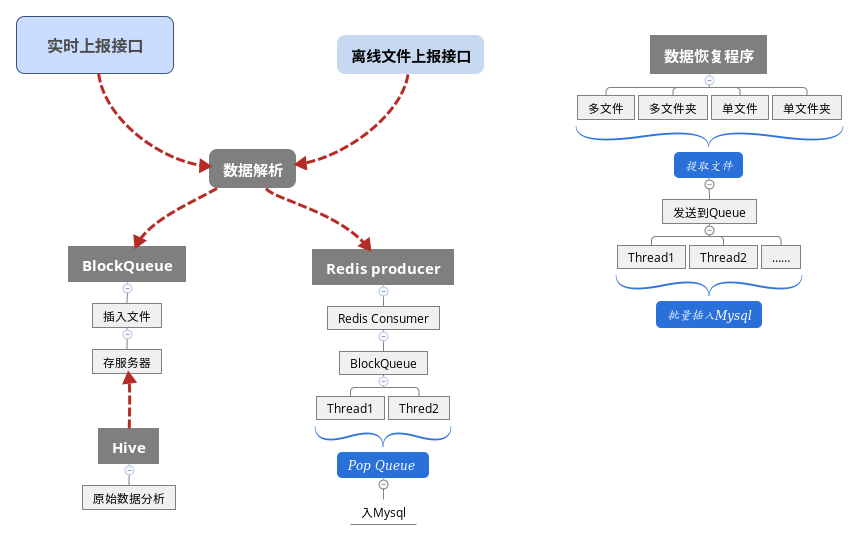 实时上报接口
离线文件上报接口
数据解析
BlockQueue
插入文件
存服务器
Hive
原始数据分析
Redis producer
Redis Consumer
BlockQueue
Thread1
Thred2
Pop Queue
入Mysql
数据恢复程序
多文件
多文件夹
单文件
单文件夹
提取文件
发送到Queue
Thread1
Thread2
......
批量插入Mysql